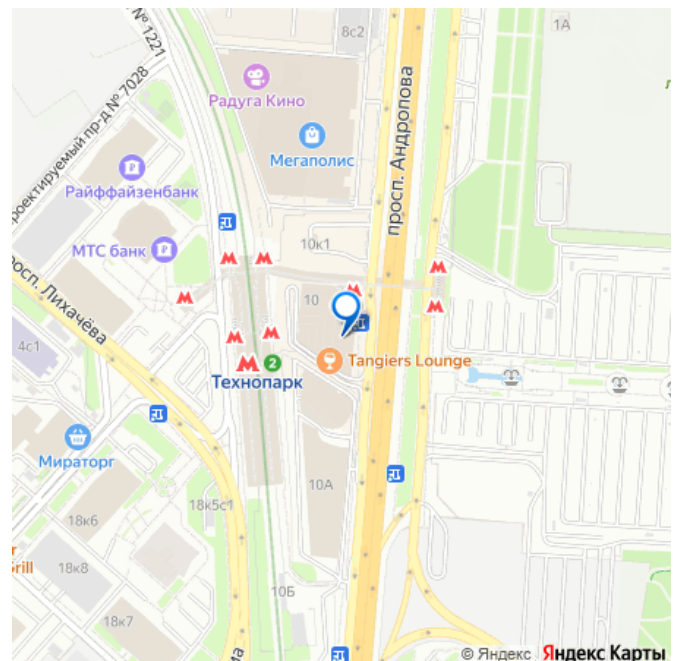 № 1221
8с2
1А
Радуга Кино
проектируемый пр-д № 7028
просп. Андропова
Мегаполис
Райффайзенбанк
10к1
МТС банк
просп. Лихачёва
10
4с1
2
Tangiers Lounge
Технопарк
Мираторг
10А
18к5с1
18к6
Grill
18к8
10Б
18к7
© Яндекс Яндекс Карты